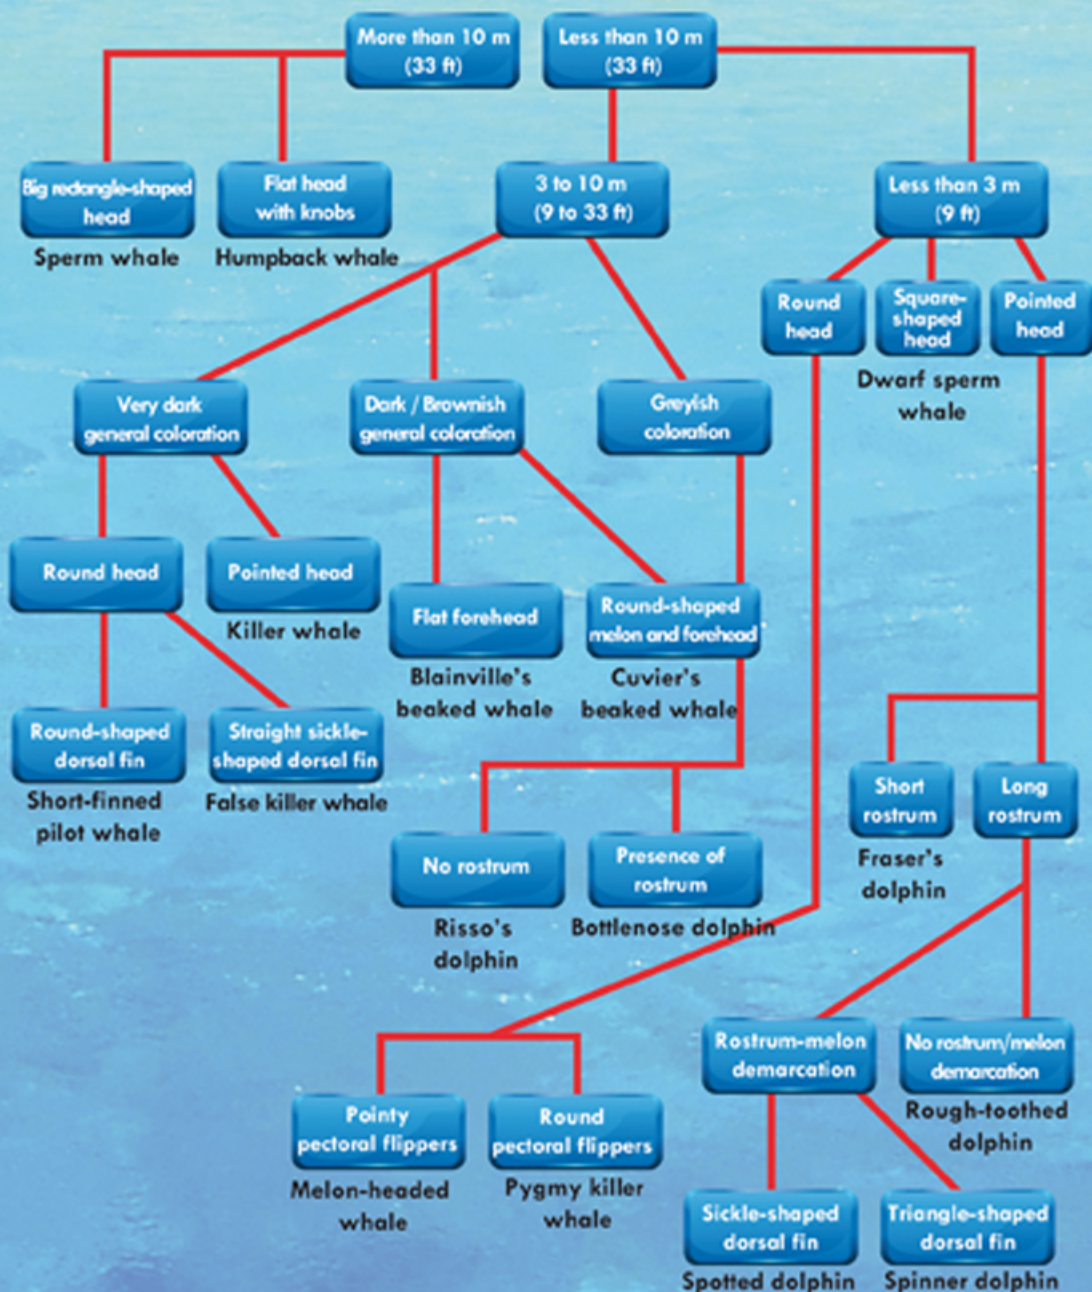 More than 10 m
(33 ft)
Less than 10 m
(33 ft)
Big rectangle-shaped
head
Sperm whale
Flat head
with knobs
Humpback whale
3 to 10 m
(9 to 33 ft)
Less than 3 m
(9 ft)
Round
head
Square-
shaped
head
Dwarf sperm
whale
Pointed
head
Very dark
general coloration
Dark / Brownish
general coloration
Greyish
coloration
Round head
Pointed head
Killer whale
Flat forehead
Blainville's
beaked whale
Round-shaped
melon and forehead
Cuvier's
beaked whale
Round-shaped
dorsal fin
Short-finned
pilot whale
Straight sickle-
shaped dorsal fin
False killer whale
No rostrum
Risso's
dolphin
Presence of
rostrum
Bottlenose dolphin
Short
rostrum
Fraser's
dolphin
Long
rostrum
Rostrum-melon
demarcation
No rostrum/melon
demarcation
Rough-toothed
dolphin
Pointy
pectoral flippers
Melon-headed
whale
Round
pectoral flippers
Pygmy killer
whale
Sickle-shaped
dorsal fin
Spotted dolphin
Triangle-shaped
dorsal fin
Spinner dolphin